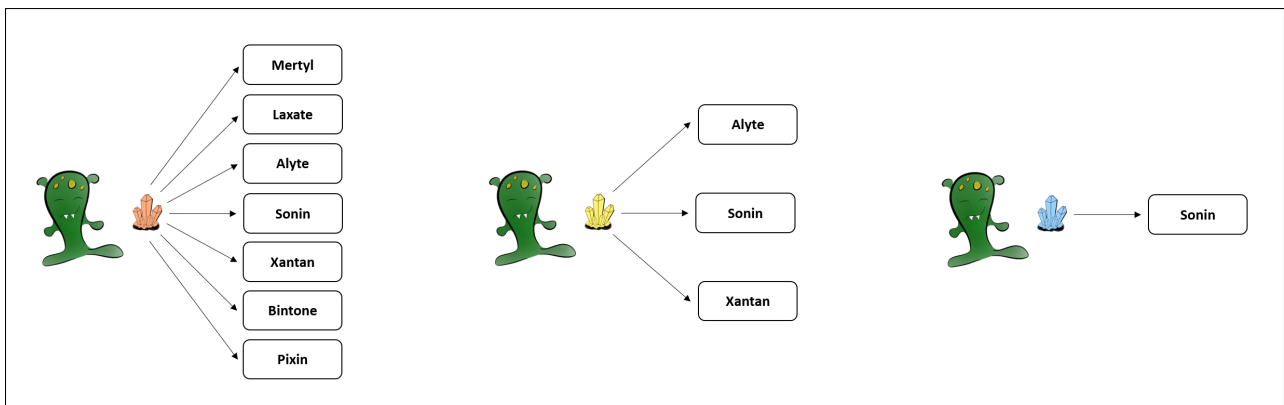 Mertyl
Laxate
Alyte
Sonin
Xantan
Bintone
Pixin
Alyte
Sonin
Xantan
Sonin